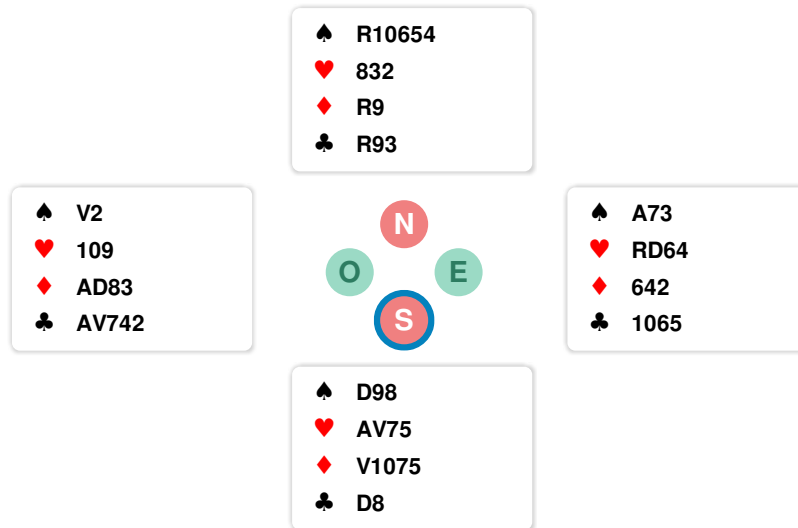 ♠ R10654
♥ 832
♦ R9
♣ R93
♠ V2
♥ 109
♦ AD83
♣ AV742
N
O E
S
♠ A73
♥ RD64
♦ 642
♣ 1065
♠ D98
♥ AV75
♦ V1075
♣ D8